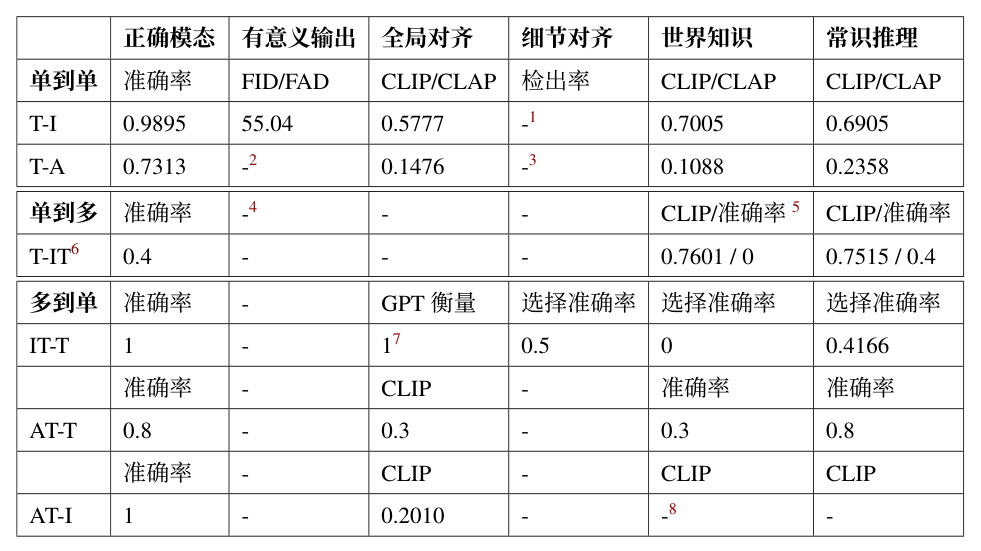 正确模态 有意义输出 全局对齐 细节对齐 世界知识 常识推理
单到单 准确率 FID/FAD CLIP/CLAP 检出率 CLIP/CLAP CLIP/CLAP
T-I 0.9895 55.04 0.5777 -1 0.7005 0.6905
T-A 0.7313 -2 0.1476 -3 0.1088 0.2358
单到多 准确率 -4 - - CLIP/准确率 5 CLIP/准确率
T-IT6 0.4 - - - 0.7601 / 0 0.7515 / 0.4
多到单 准确率 - GPT 衡量 选择准确率 选择准确率 选择准确率
IT-T 1 - 17 0.5 0 0.4166
准确率 - CLIP - 准确率 准确率
AT-T 0.8 - 0.3 - 0.3 0.8
准确率 - CLIP - CLIP CLIP
AT-I 1 - 0.2010 - -8 -